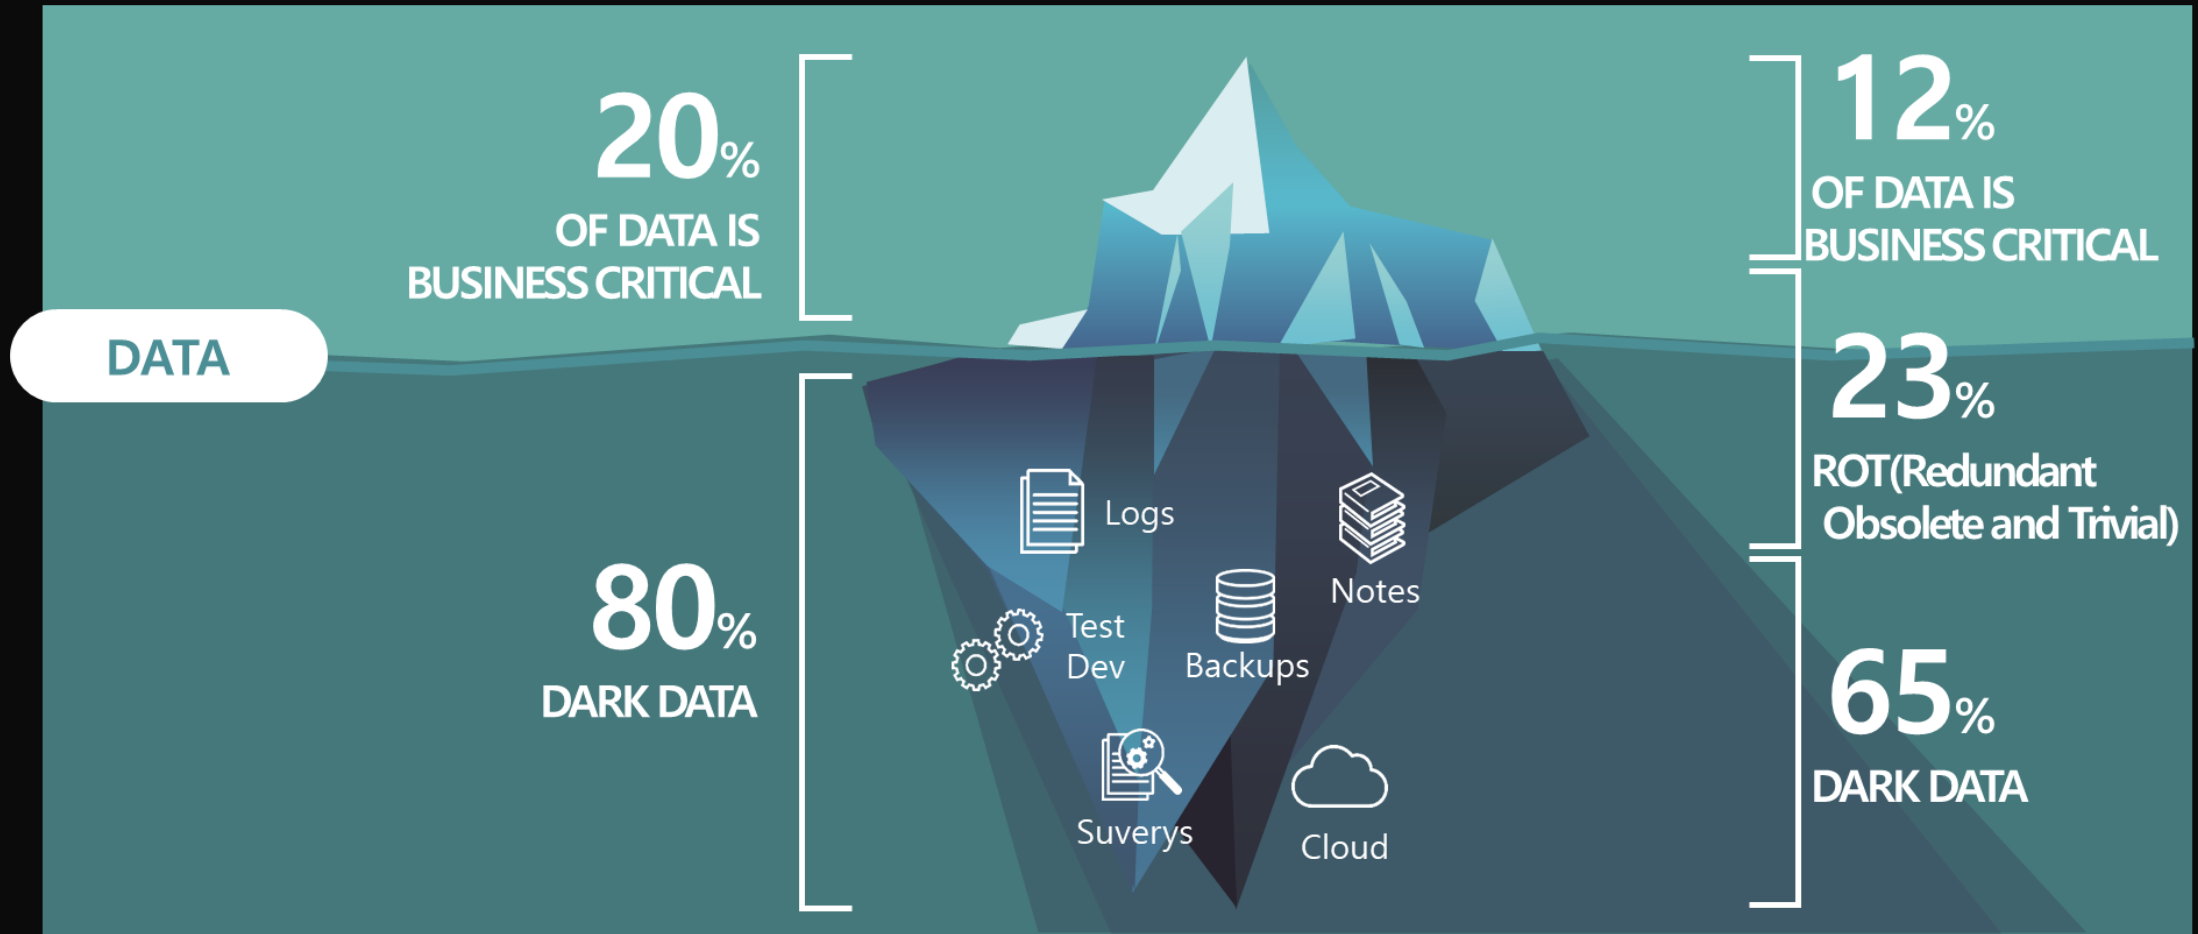 20%
OF DATA IS
BUSINESS CRITICAL
DATA
80%
DARK DATA
Logs
Notes
Test
Dev
Backups
Suverys
Cloud
12%
OF DATA IS
BUSINESS CRITICAL
23%
ROT(Redundant
Obsolete and Trivial)
65%
DARK DATA